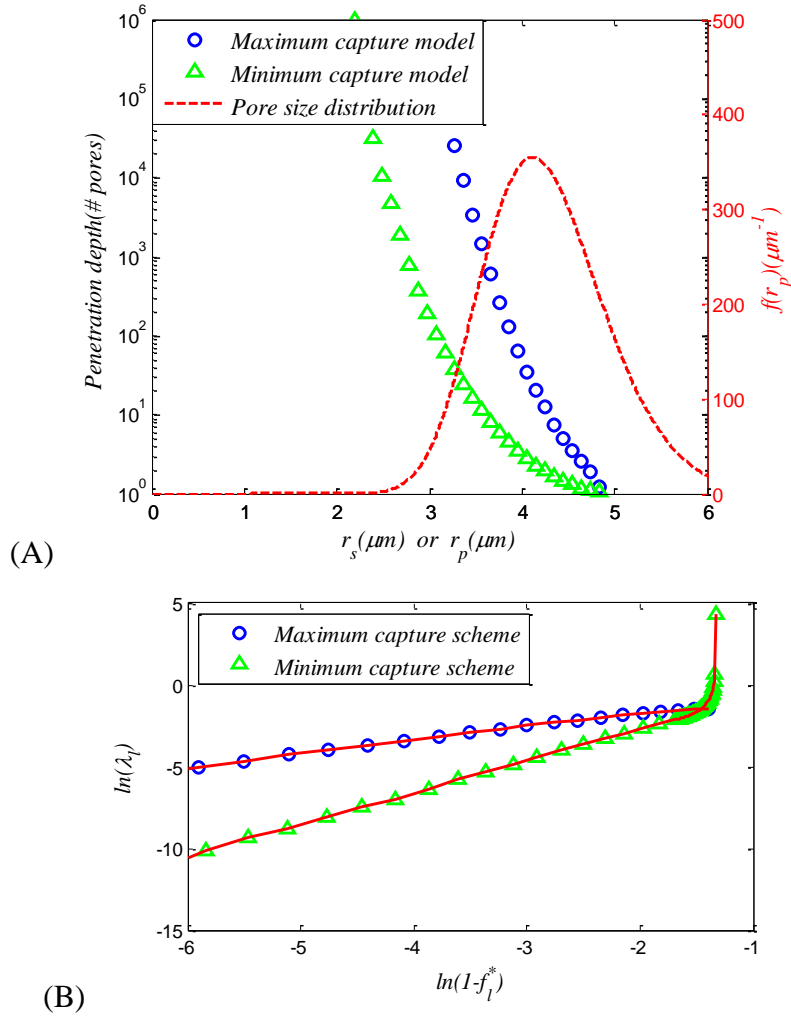 10^6
10^5
10^4
10^3
10^2
10^1
10^0
Penetration depth(# pores)
Maximum capture model
Minimum capture model
Pore size distribution
500
400
300
200
100
0
f(r_p)(μm^-1)
0 1 2 3 4 5 6
r_s(μm) or r_p(μm)
(A)
5
0
-5
-10
-15
ln(λ_l)
Maximum capture scheme
Minimum capture scheme
-6 -5 -4 -3 -2 -1
ln(1-f_l^*)
(B)